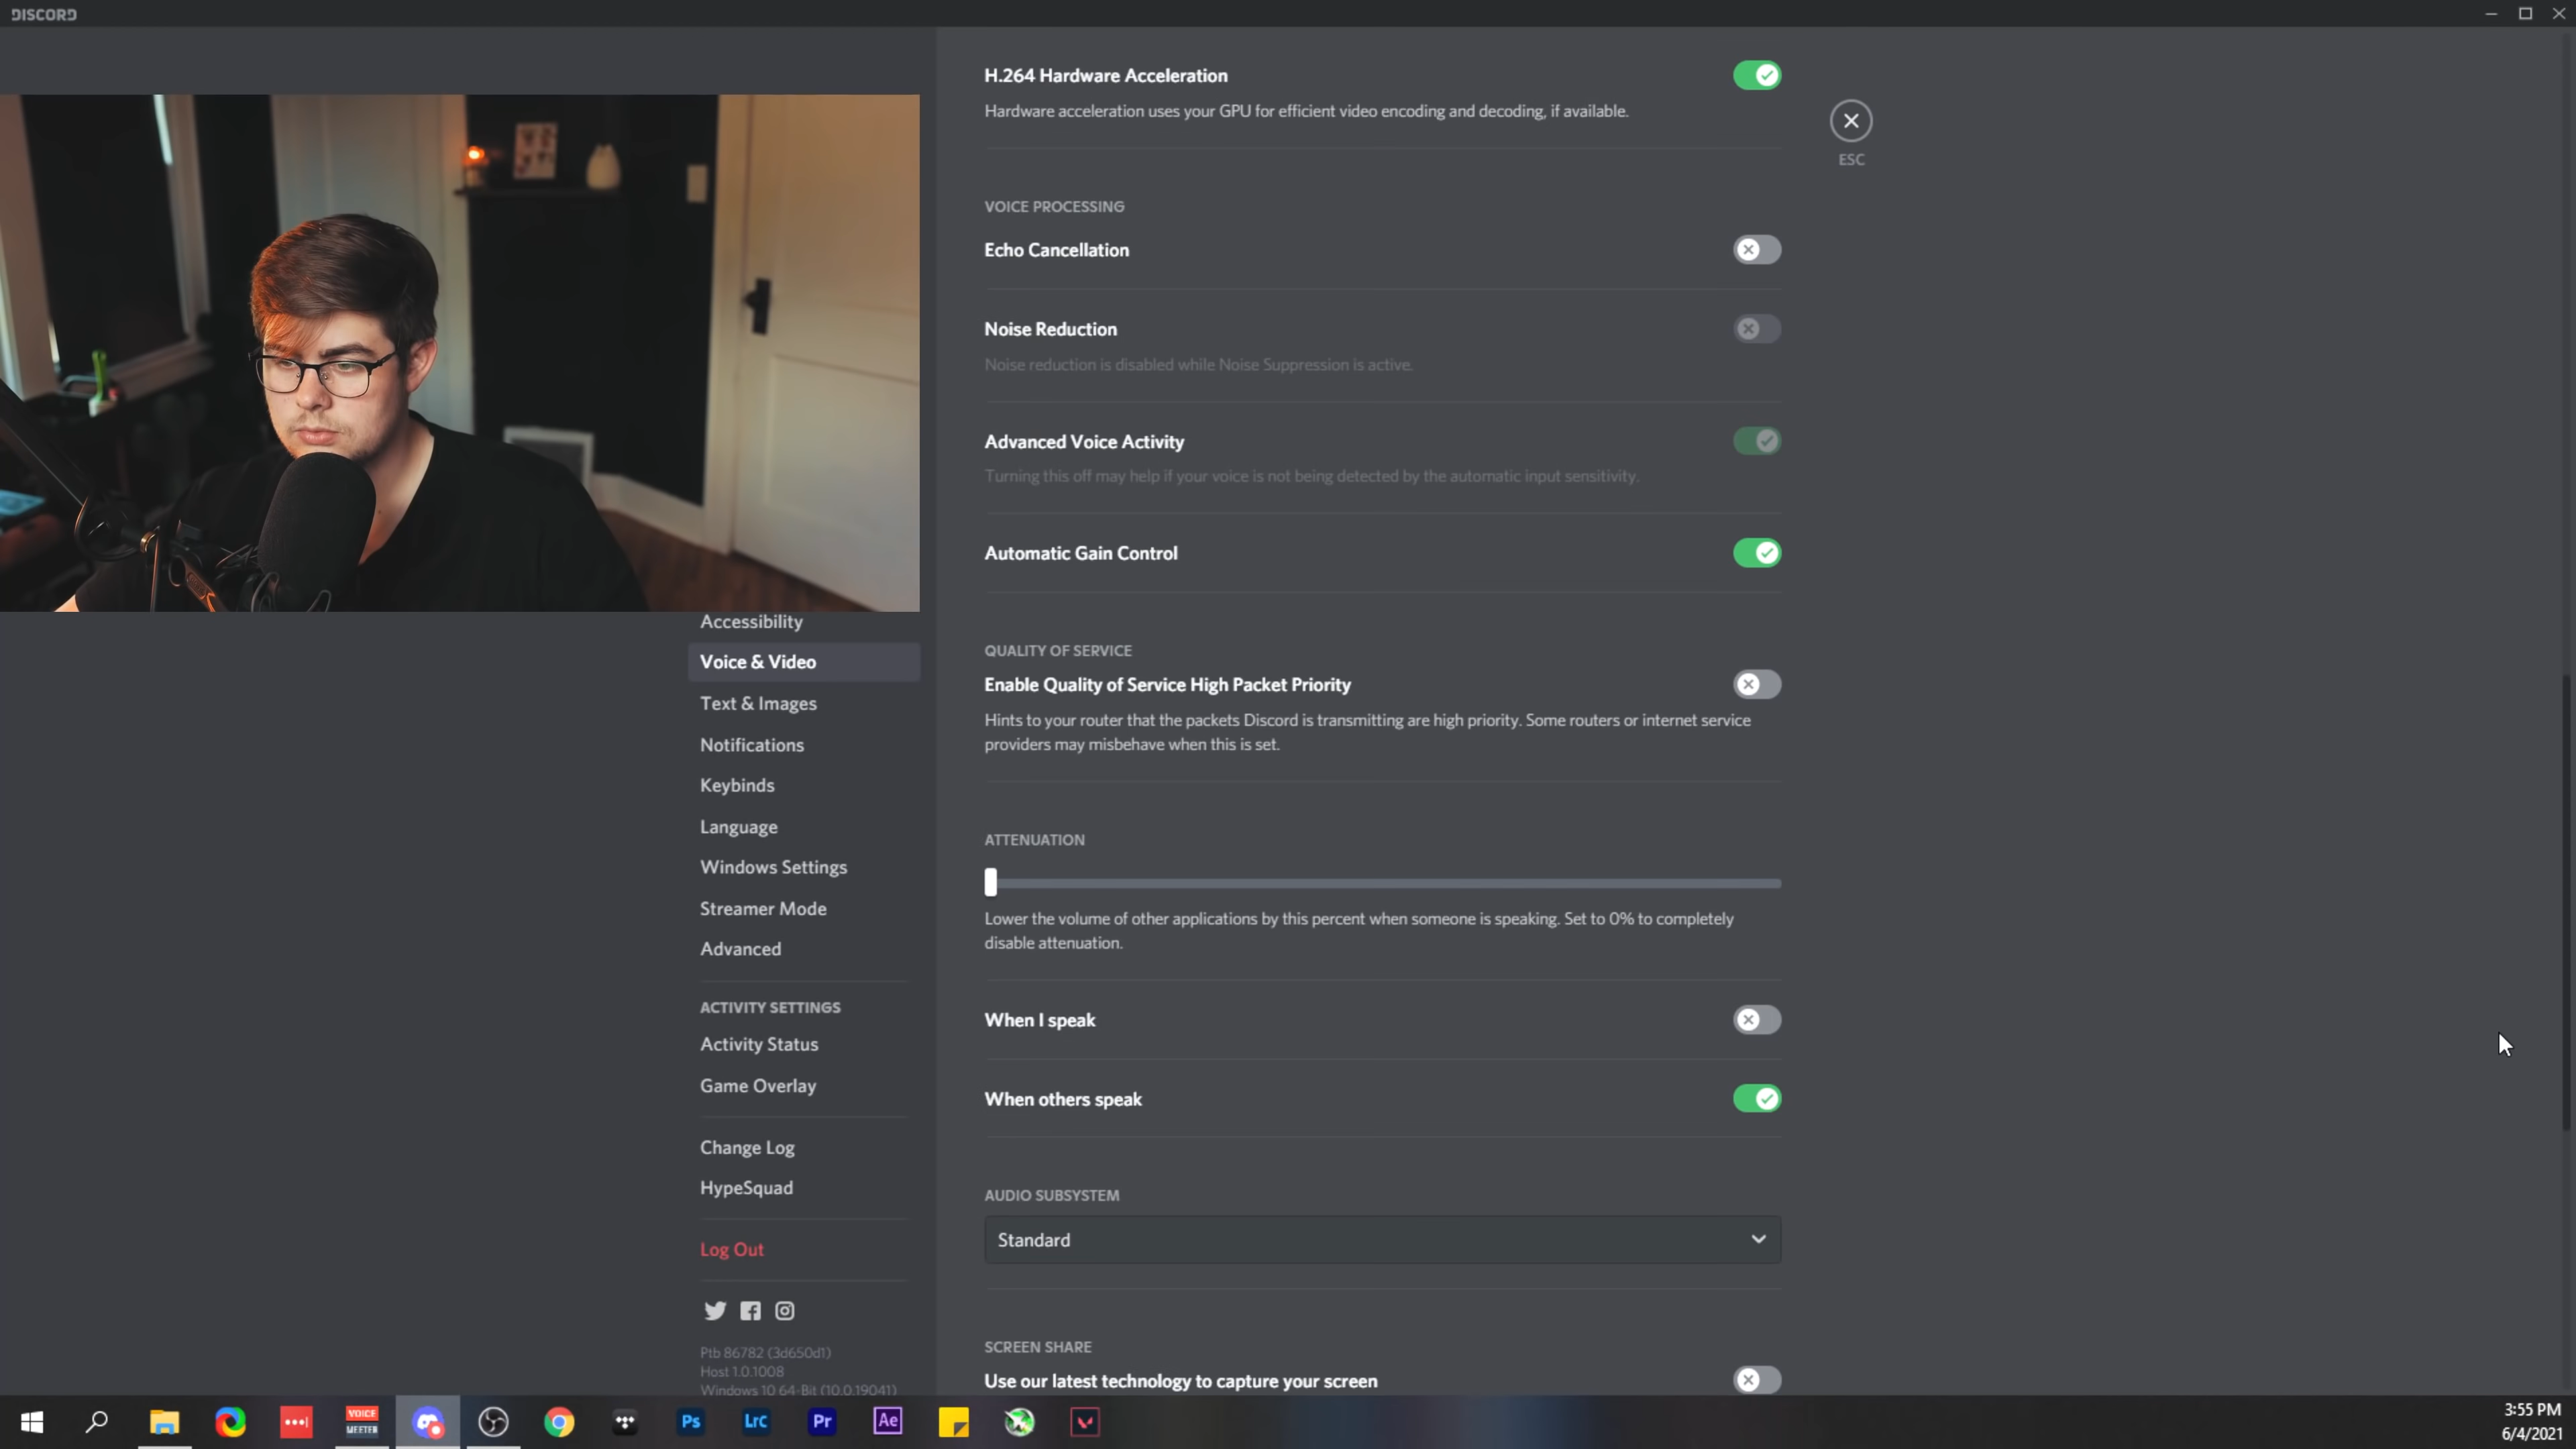 DISCORD
H.264 Hardware Acceleration
Hardware acceleration uses your GPU for efficient video encoding and decoding, if available.
ESC
VOICE PROCESSING
Echo Cancellation
Noise Reduction
Noise reduction is disabled while Noise Suppression is active.
Advanced Voice Activity
Turning this off may help if your voice is not being detected by the automatic input sensitivity.
Automatic Gain Control
QUALITY OF SERVICE
Enable Quality of Service High Packet Priority
Hints to your router that the packets Discord is transmitting are high priority. Some routers or internet service
providers may misbehave when this is set.
ATTENUATION
Lower the volume of other applications by this percent when someone is speaking. Set to 0% to completely
disable attenuation.
When I speak
When others speak
AUDIO SUBSYSTEM
Standard
SCREEN SHARE
Use our latest technology to capture your screen
Accessibility
Voice & Video
Text & Images
Notifications
Keybinds
Language
Windows Settings
Streamer Mode
Advanced
ACTIVITY SETTINGS
Activity Status
Game Overlay
Change Log
HypeSquad
Log Out
Ptb 86782 (3d650d1)
Host 1.0.1008
Windows 10 64-Bit (10.0.19041)
VOICE
MEETER
Ps
LrC
Pr
Ae
3:55 PM
6/4/2021